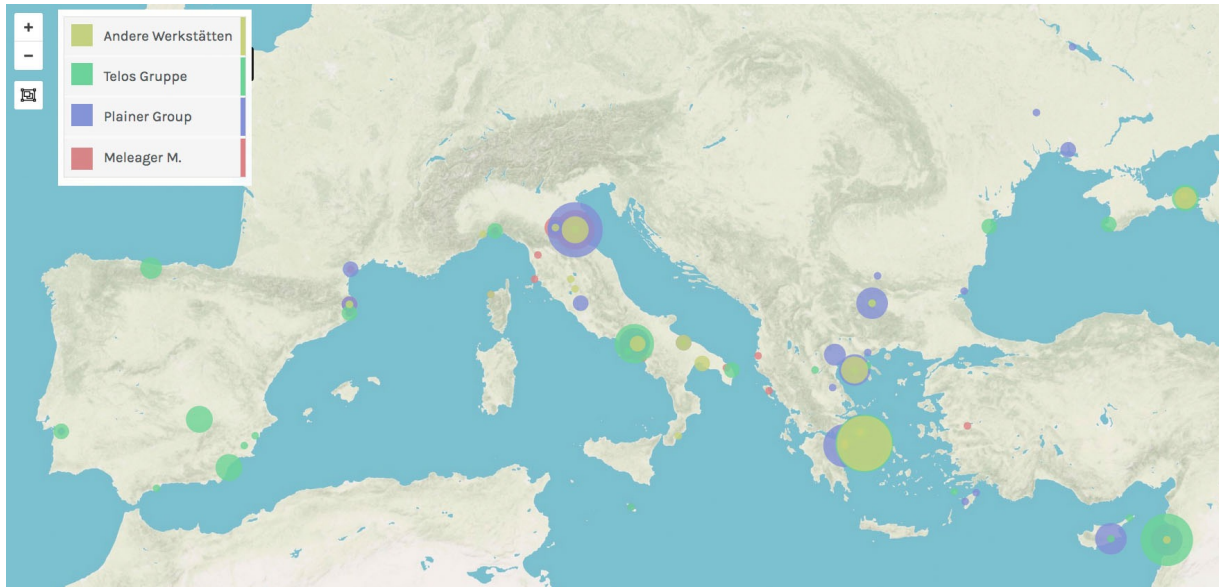 +
−
Andere Werkstätten
Telos Gruppe
Plainer Group
Meleager M.